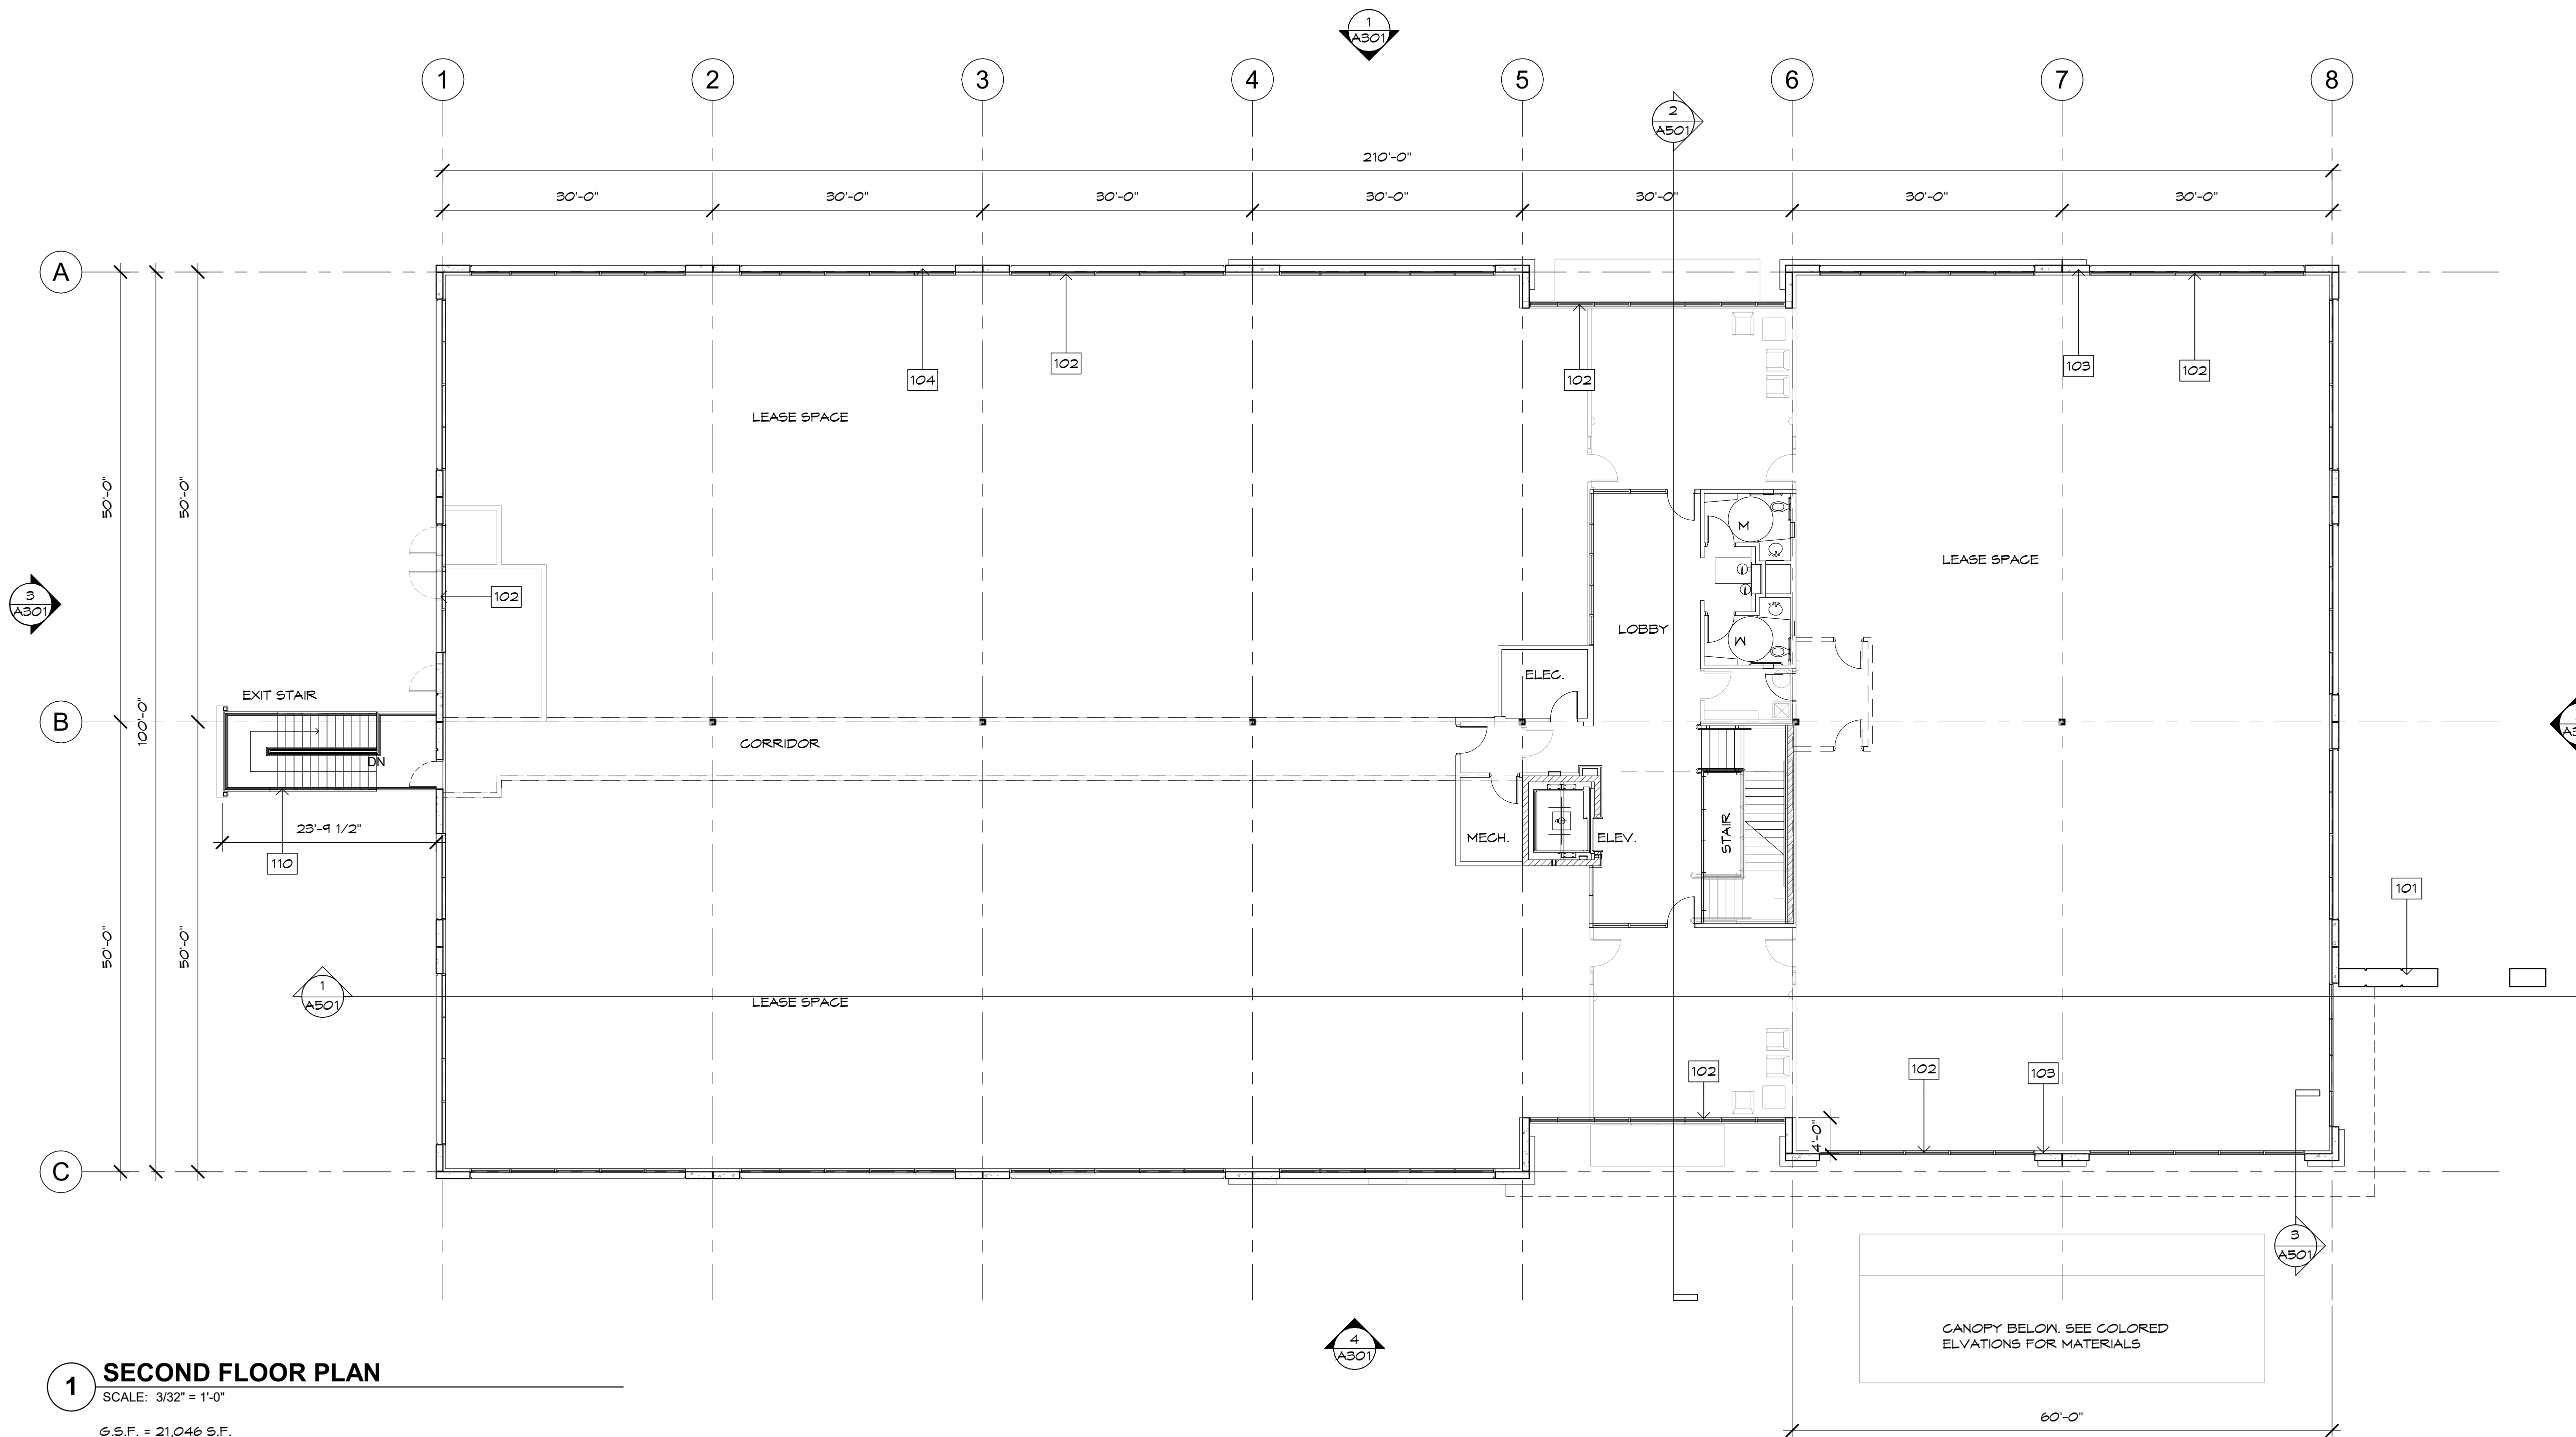 1
A301
1
2
3
4
5
6
7
8
2
A501
210'-0"
30'-0"
30'-0"
30'-0"
30'-0"
30'-0"
30'-0"
30'-0"
A
104
102
102
103
102
LEASE SPACE
50'-0"
50'-0"
M
LEASE SPACE
3
A301
102
LOBBY
W
ELEC.
EXIT STAIR
B
100'-0"
CORRIDOR
DN
23'-9 1/2"
MECH.
ELEV.
STAIR
110
101
50'-0"
50'-0"
1
A501
LEASE SPACE
102
102
103
4'-0"
C
3
A501
CANOPY BELOW. SEE COLORED
ELVATIONS FOR MATERIALS
4
A301
1
SECOND FLOOR PLAN
SCALE: 3/32" = 1'-0"
60'-0"
G.S.F. = 21,046 S.F.